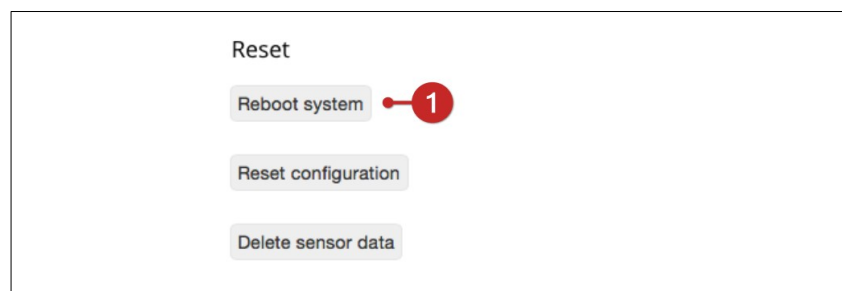 Reset
Reboot system 1
Reset configuration
Delete sensor data